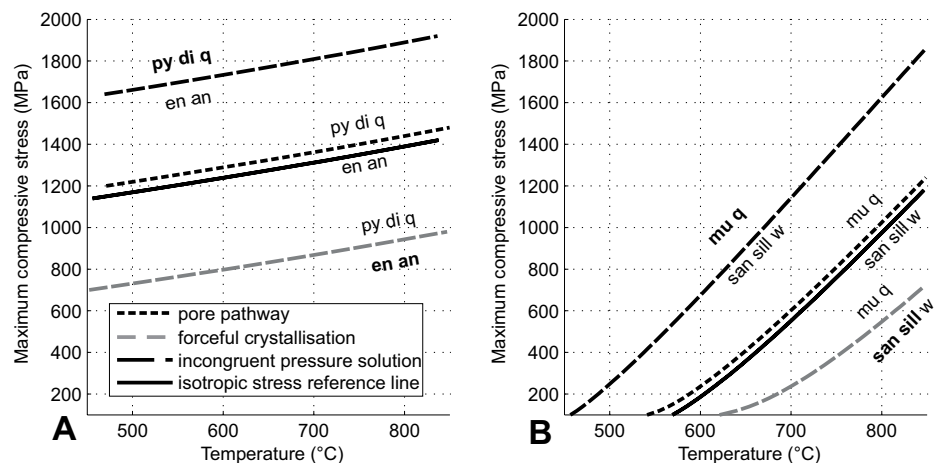 Maximum compressive stress (MPa)
2000
1800
1600
1400
1200
1000
800
600
400
200
py di q
en an
py di q
en an
py di q
en an
pore pathway
forceful crystallisation
incongruent pressure solution
isotropic stress reference line
A
500 600 700 800
Temperature (°C)
Maximum compressive stress (MPa)
2000
1800
1600
1400
1200
1000
800
600
400
200
mu q
san sill w
mu q
san sill w
mu q
san sill w
B
500 600 700 800
Temperature (°C)